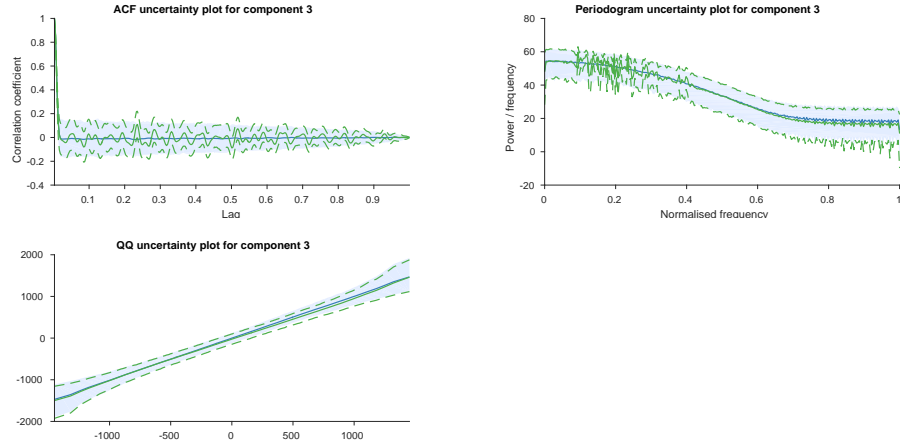 ACF uncertainty plot for component 3
Correlation coefficient
1
0.8
0.6
0.4
0.2
0
-0.2
-0.4
0.1 0.2 0.3 0.4 0.5 0.6 0.7 0.8 0.9
Lag
Periodogram uncertainty plot for component 3
Power / frequency
80
60
40
20
0
-20
0 0.2 0.4 0.6 0.8 1
Normalised frequency
QQ uncertainty plot for component 3
2000
1000
0
-1000
-2000
-1000 -500 0 500 1000